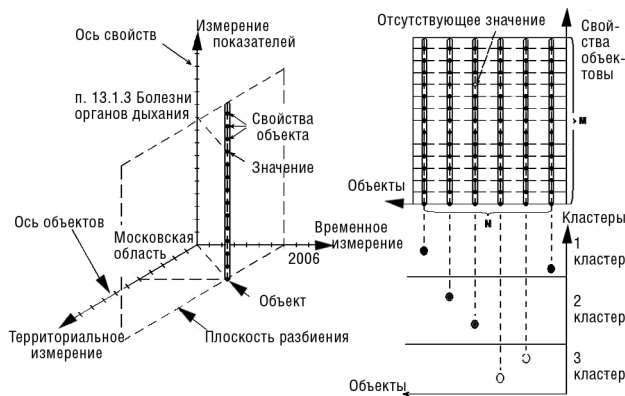 Ось свойств
Измерение
показателей
п. 13.1.3 Болезни
органов дыхания
Свойства
объекта
Значение
Ось объектов
Московская
область
Временное
измерение
2006
Объект
Территориальное
измерение
Плоскость разбиения
Отсутствующее значение
Свой-
ства
объек-
товы
M
Объекты
N
Кластеры
1
кластер
2
кластер
3
кластер
Объекты